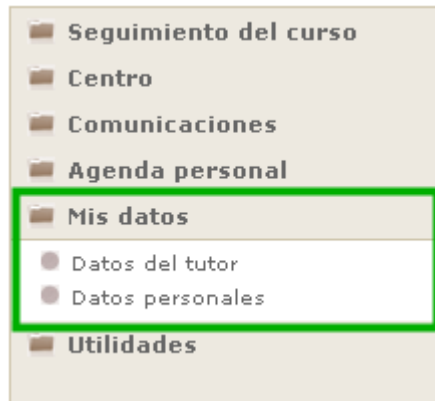 Seguimiento del curso
Centro
Comunicaciones
Agenda personal
Mis datos
Datos del tutor
Datos personales
Utilidades